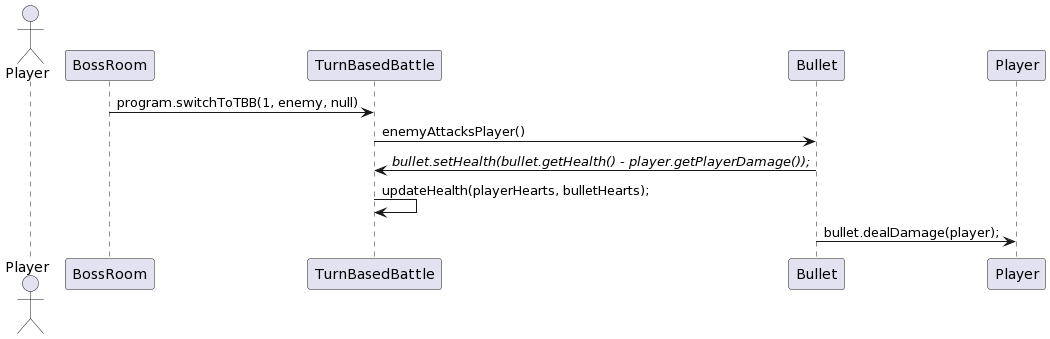 Player
BossRoom
TurnBasedBattle
Bullet
Player
program.switchToTBB(1, enemy, null)
enemyAttacksPlayer()
bullet.setHealth(bullet.getHealth() - player.getPlayerDamage());
updateHealth(playerHearts, bulletHearts);
bullet.dealDamage(player);
Player
BossRoom
TurnBasedBattle
Bullet
Player